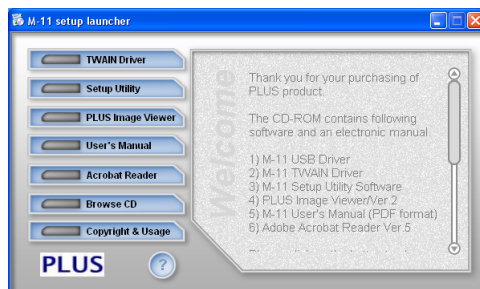 M-11 setup launcher
TWAIN Driver
Setup Utility
PLUS Image Viewer
User's Manual
Acrobat Reader
Browse CD
Copyright & Usage
PLUS
?
Welcome
Thank you for your purchasing of
PLUS product.
The CD-ROM contains following
software and an electronic manual
1) M-11 USB Driver
2) M-11 TWAIN Driver
3) M-11 Setup Utility Software
4) PLUS Image Viewer/Ver.2
5) M-11 User's Manual (PDF format)
6) Adobe Acrobat Reader Ver.5